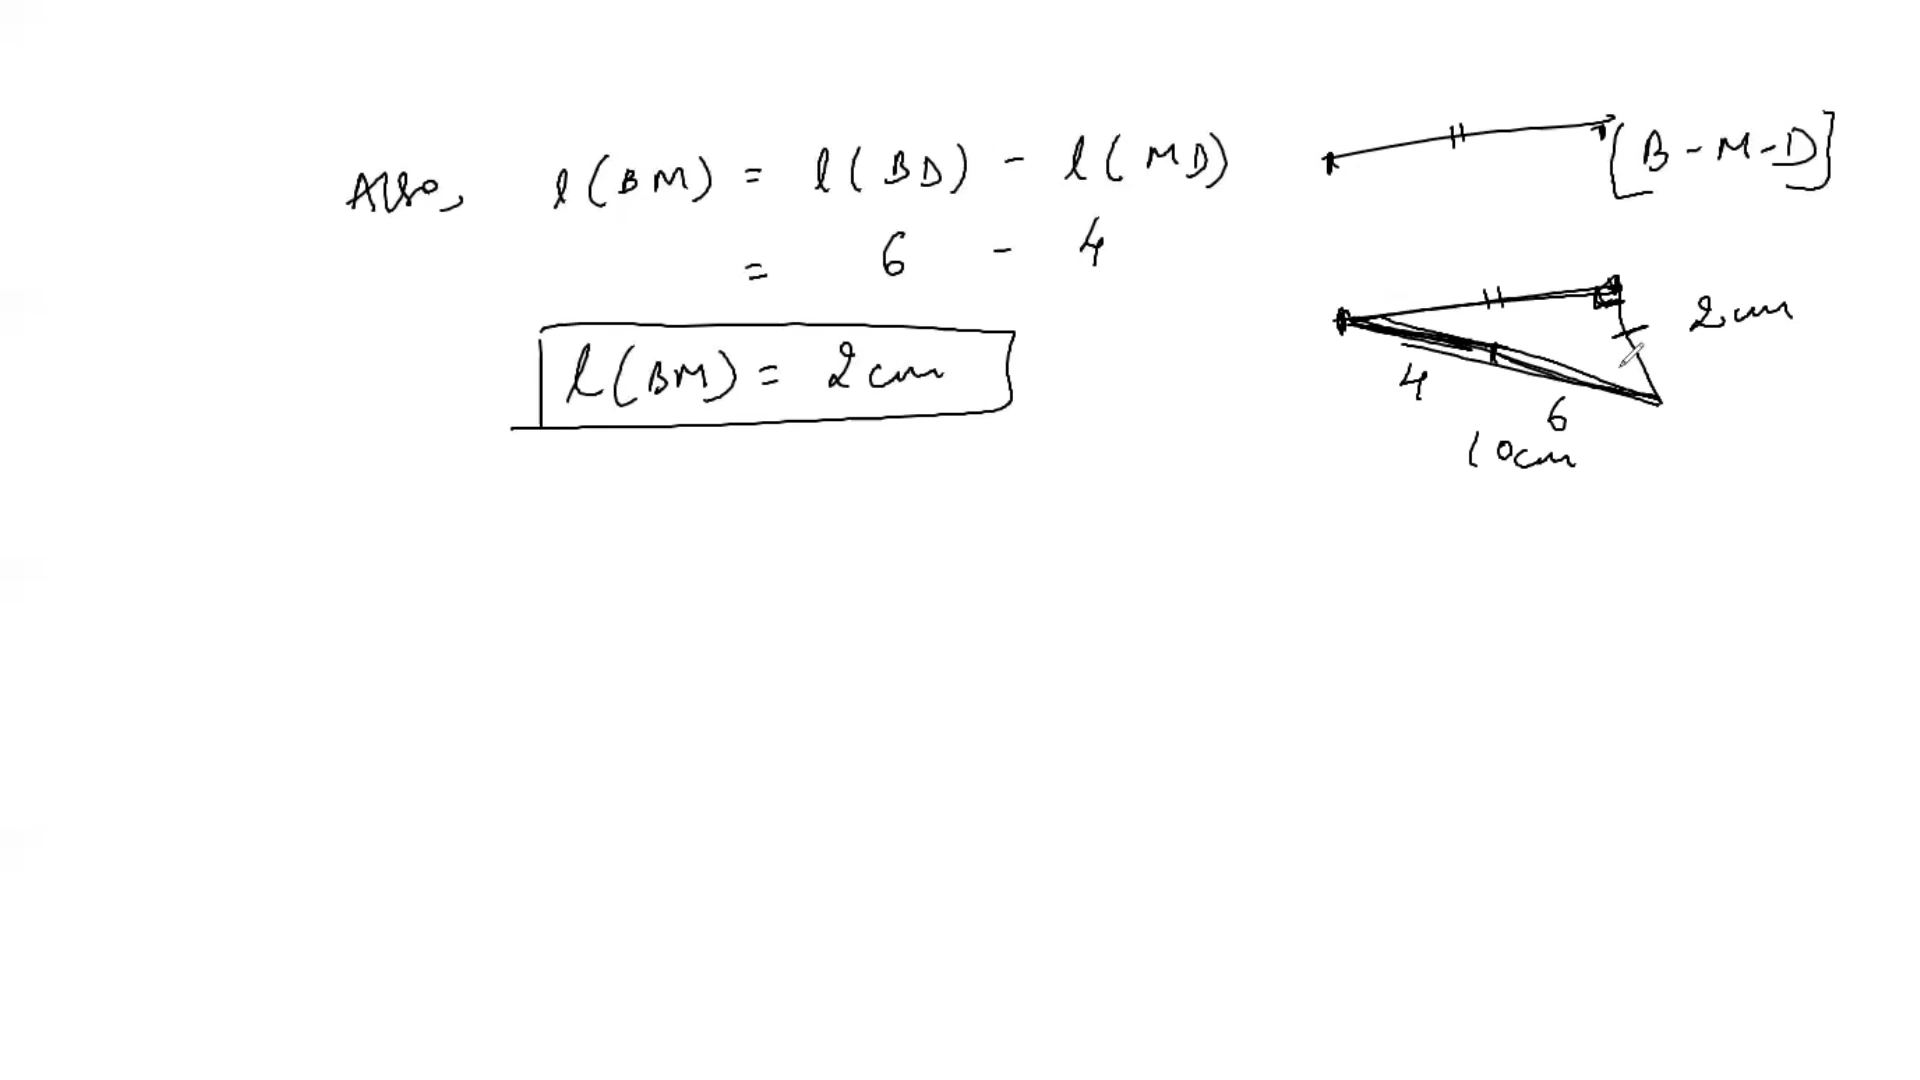 Also, l(BM) = l(BD) - l(MD) [B-M-D]
= 6 - 4
2cm
l(BM) = 2cm
4
6
10cm